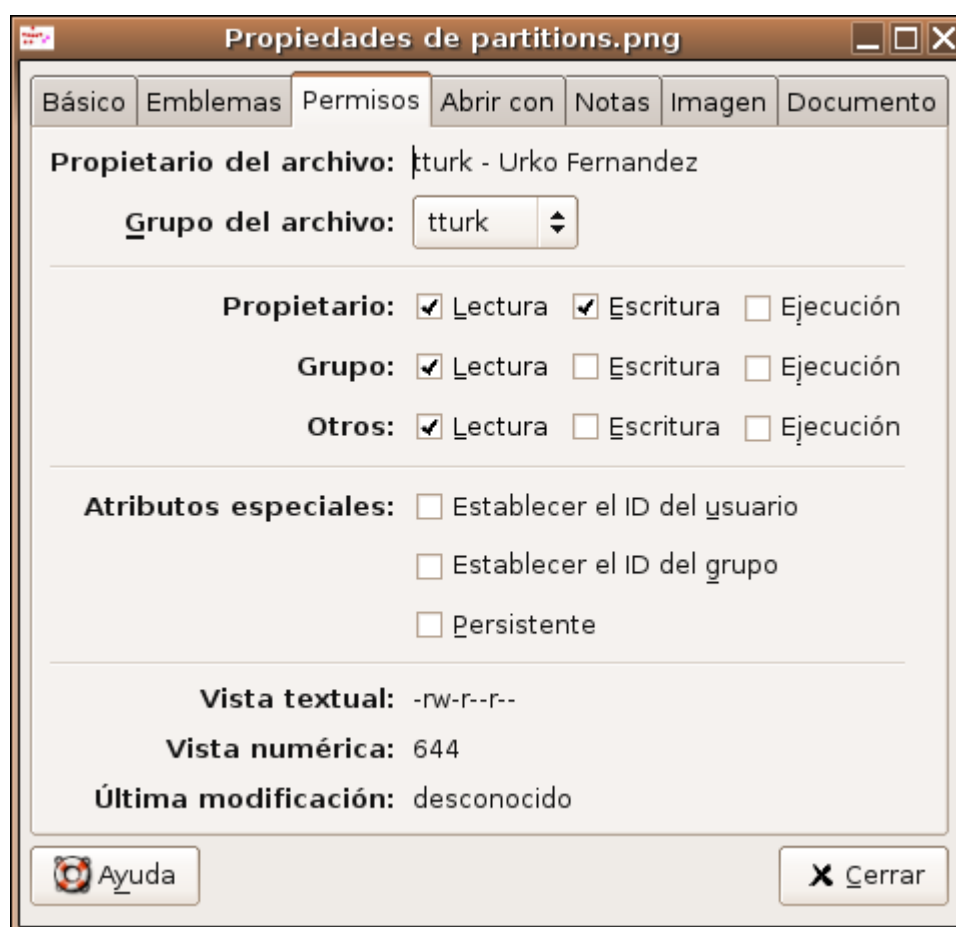 Propiedades de partitions.png
Básico Emblemas Permisos Abrir con Notas Imagen Documento
Propietario del archivo: tturk - Urko Fernandez
Grupo del archivo: tturk
Propietario: Lectura Escritura Ejecución
Grupo: Lectura Escritura Ejecución
Otros: Lectura Escritura Ejecución
Atributos especiales: Establecer el ID del usuario
Establecer el ID del grupo
Persistente
Vista textual: -rw-r--r--
Vista numérica: 644
Última modificación: desconocido
Ayuda Cerrar